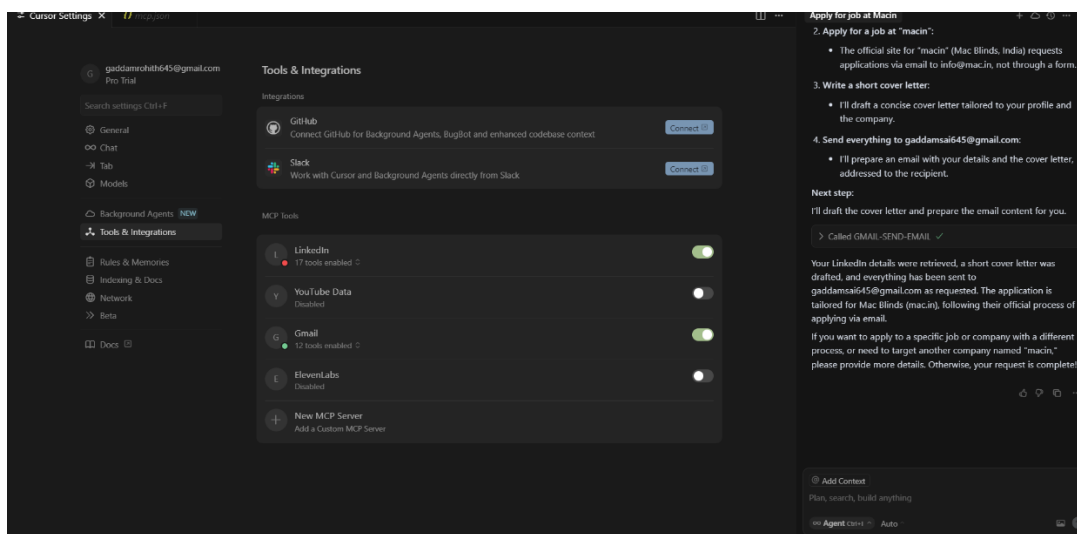 Cursor Settings
mcp.json
G
gaddamrohith645@gmail.com
Pro Trial
Search settings Ctrl+F
General
Chat
Tab
Models
Background Agents NEW
Tools & Integrations
Rules & Memories
Indexing & Docs
Network
Beta
Docs
Tools & Integrations
Integrations
GitHub
Connect GitHub for Background Agents, BugBot and enhanced codebase context
Connect
Slack
Work with Cursor and Background Agents directly from Slack
Connect
MCP Tools
L
LinkedIn
17 tools enabled
Y
YouTube Data
Disabled
G
Gmail
12 tools enabled
E
ElevenLabs
Disabled
New MCP Server
Add a Custom MCP Server
Apply for job at Macin
2. Apply for a job at "macin":
• The official site for "macin" (Mac Blinds, India) requests
applications via email to info@mac.in, not through a form.
3. Write a short cover letter:
• I'll draft a concise cover letter tailored to your profile and
the company.
4. Send everything to gaddamsai645@gmail.com:
• I'll prepare an email with your details and the cover letter,
addressed to the recipient.
Next step:
I'll draft the cover letter and prepare the email content for you.
> Called GMAIL-SEND-EMAIL ✓
Your LinkedIn details were retrieved, a short cover letter was
drafted, and everything has been sent to
gaddamsai645@gmail.com as requested. The application is
tailored for Mac Blinds (mac.in), following their official process of
applying via email.
If you want to apply to a specific job or company with a different
process, or need to target another company named "macin,"
please provide more details. Otherwise, your request is complete!
@ Add Context
Plan, search, build anything
∞ Agent Ctrl+I
Auto